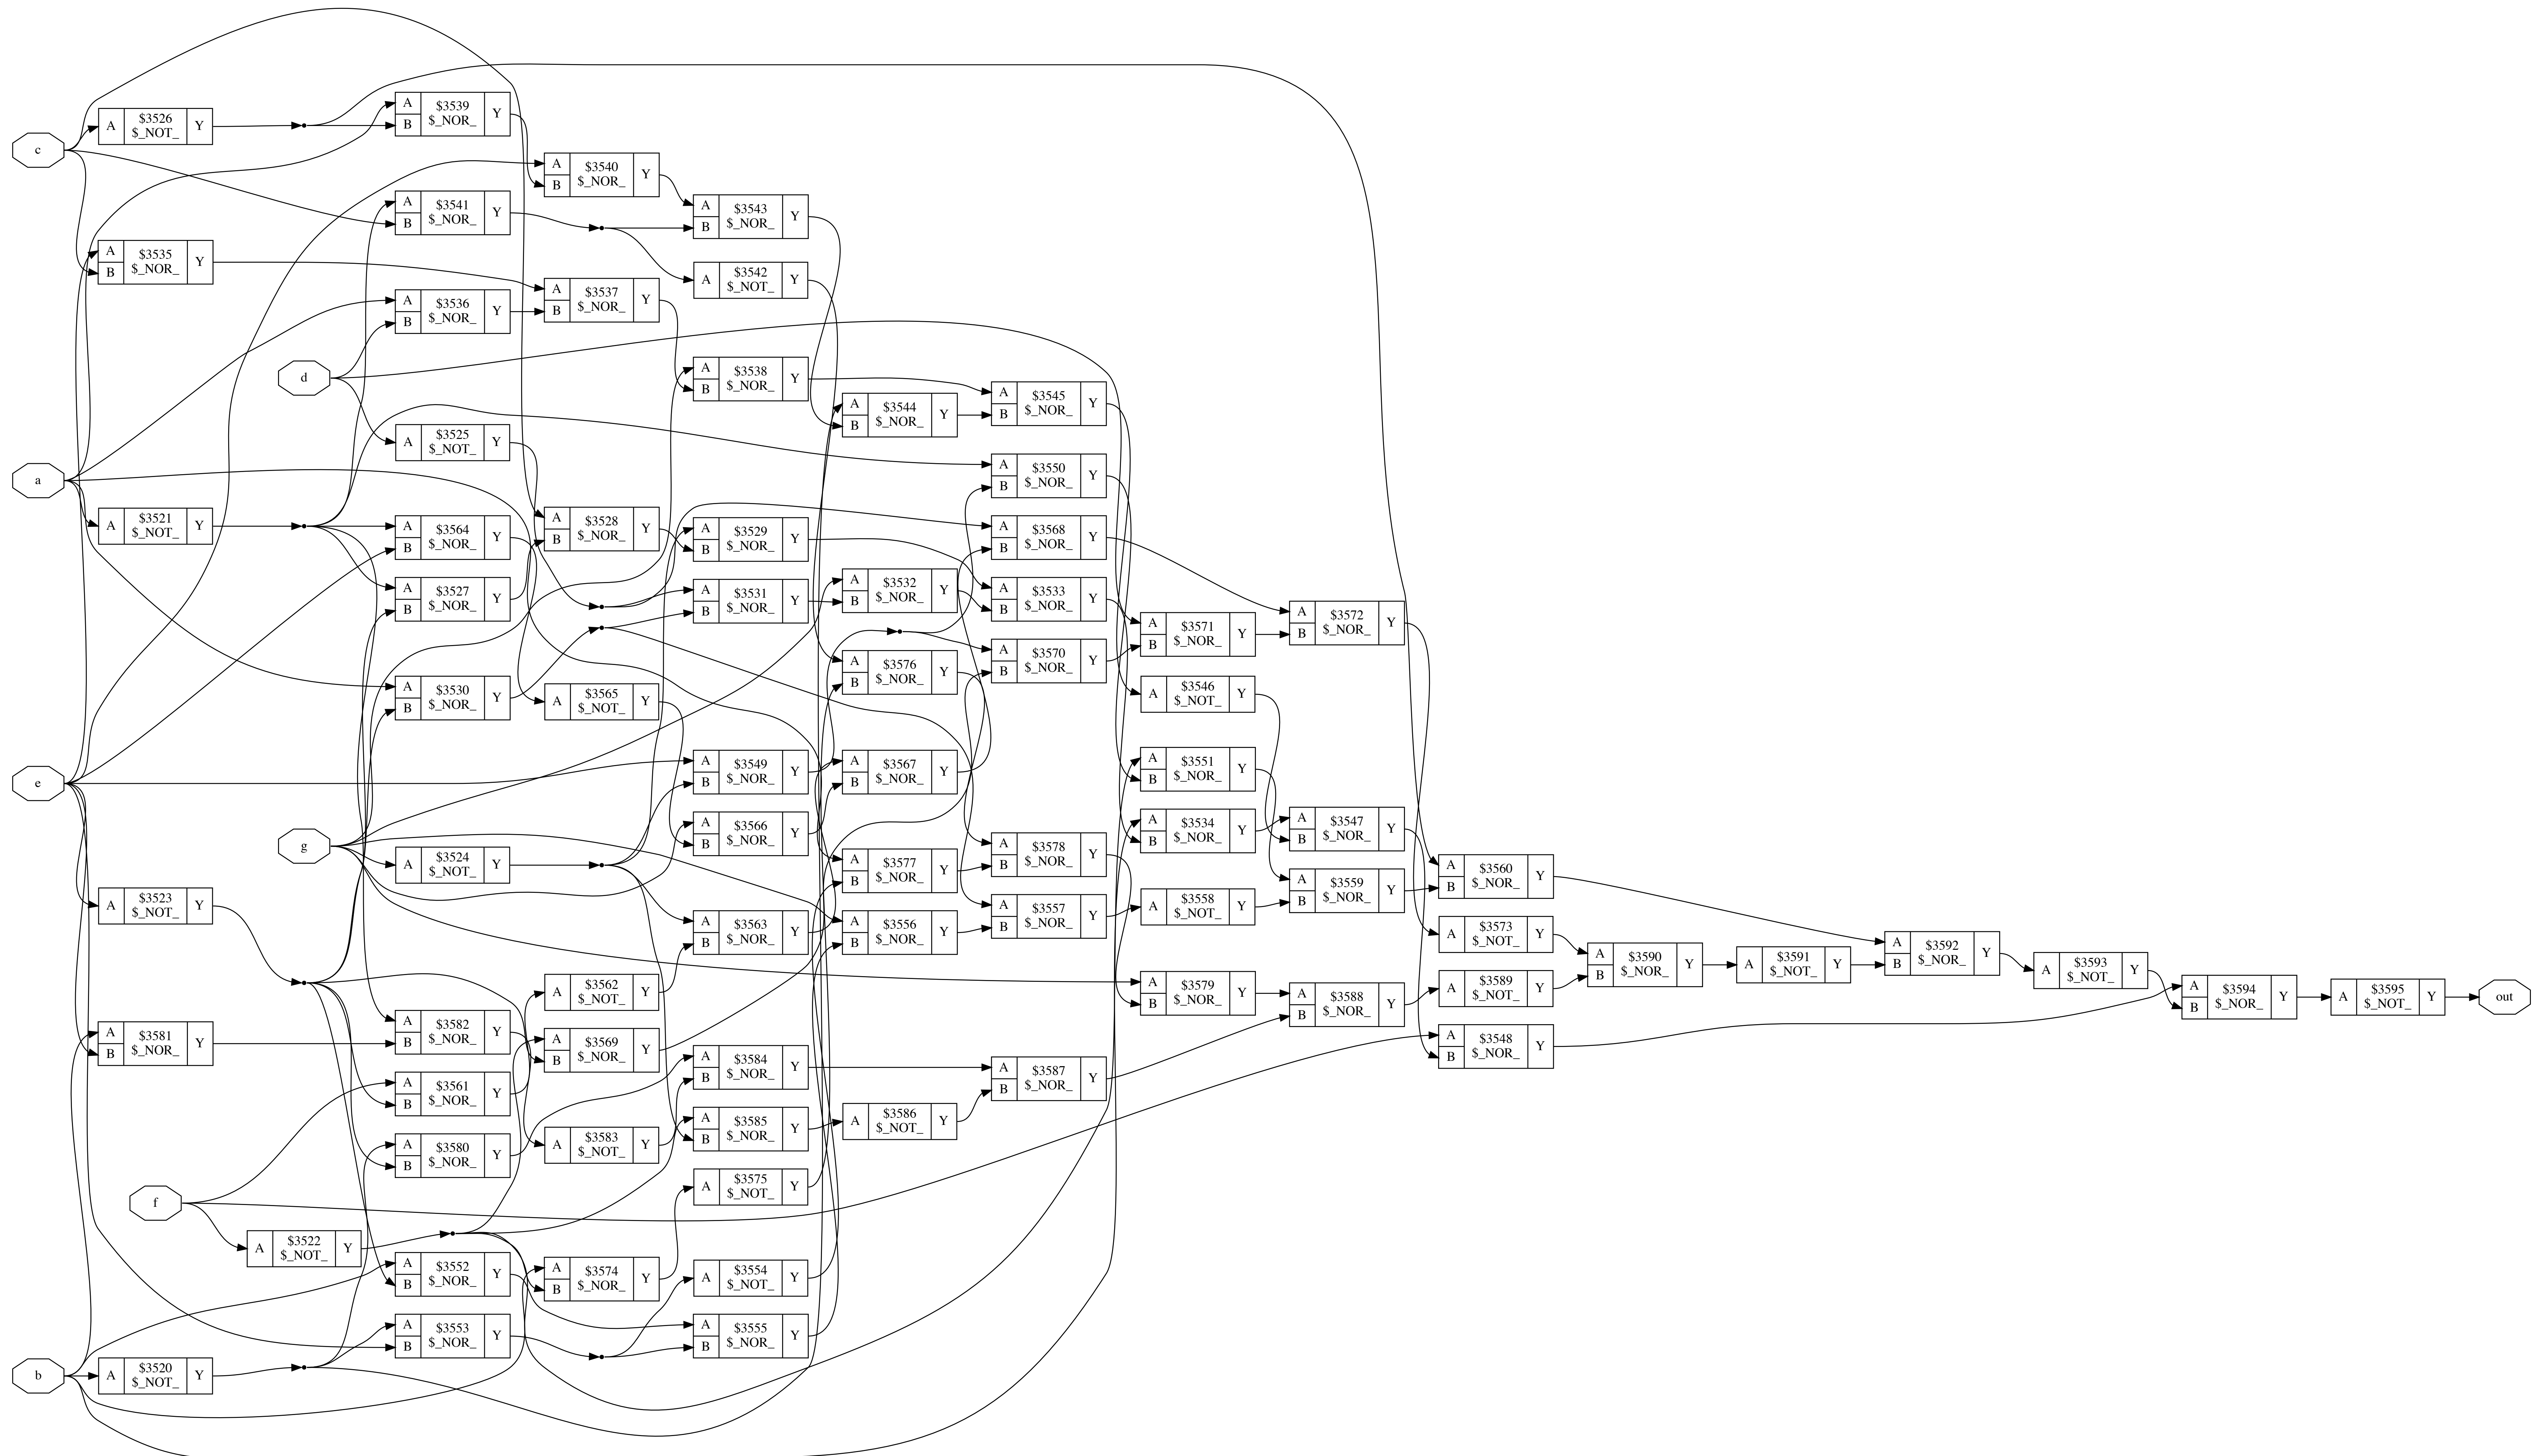 c
A $3526 $_NOT_ Y
A B $3539 $_NOR_ Y
A B $3540 $_NOR_ Y
A B $3541 $_NOR_ Y
A B $3543 $_NOR_ Y
A B $3535 $_NOR_ Y
A $3542 $_NOT_ Y
A B $3536 $_NOR_ Y
A B $3537 $_NOR_ Y
d
A B $3538 $_NOR_ Y
A B $3544 $_NOR_ Y
A B $3545 $_NOR_ Y
A $3525 $_NOT_ Y
a
A B $3550 $_NOR_ Y
A $3521 $_NOT_ Y
A B $3564 $_NOR_ Y
A B $3528 $_NOR_ Y
A B $3529 $_NOR_ Y
A B $3568 $_NOR_ Y
A B $3527 $_NOR_ Y
A B $3531 $_NOR_ Y
A B $3532 $_NOR_ Y
A B $3533 $_NOR_ Y
A B $3571 $_NOR_ Y
A B $3572 $_NOR_ Y
A B $3530 $_NOR_ Y
A $3565 $_NOT_ Y
A B $3576 $_NOR_ Y
A B $3570 $_NOR_ Y
A $3546 $_NOT_ Y
e
A B $3549 $_NOR_ Y
A B $3567 $_NOR_ Y
A B $3551 $_NOR_ Y
g
A $3524 $_NOT_ Y
A B $3566 $_NOR_ Y
A B $3577 $_NOR_ Y
A B $3578 $_NOR_ Y
A B $3534 $_NOR_ Y
A B $3547 $_NOR_ Y
A $3523 $_NOT_ Y
A B $3563 $_NOR_ Y
A B $3556 $_NOR_ Y
A B $3557 $_NOR_ Y
A $3558 $_NOT_ Y
A B $3559 $_NOR_ Y
A B $3560 $_NOR_ Y
A $3573 $_NOT_ Y
A B $3590 $_NOR_ Y
A $3591 $_NOT_ Y
A B $3592 $_NOR_ Y
A $3593 $_NOT_ Y
A B $3594 $_NOR_ Y
A $3595 $_NOT_ Y
out
A $3562 $_NOT_ Y
A B $3579 $_NOR_ Y
A B $3588 $_NOR_ Y
A $3589 $_NOT_ Y
A B $3581 $_NOR_ Y
A B $3582 $_NOR_ Y
A B $3569 $_NOR_ Y
A B $3584 $_NOR_ Y
A B $3587 $_NOR_ Y
A B $3548 $_NOR_ Y
A B $3561 $_NOR_ Y
A B $3585 $_NOR_ Y
A $3586 $_NOT_ Y
A B $3580 $_NOR_ Y
A $3583 $_NOT_ Y
A $3575 $_NOT_ Y
f
A $3522 $_NOT_ Y
A B $3552 $_NOR_ Y
A B $3574 $_NOR_ Y
A $3554 $_NOT_ Y
A B $3553 $_NOR_ Y
A B $3555 $_NOR_ Y
b
A $3520 $_NOT_ Y